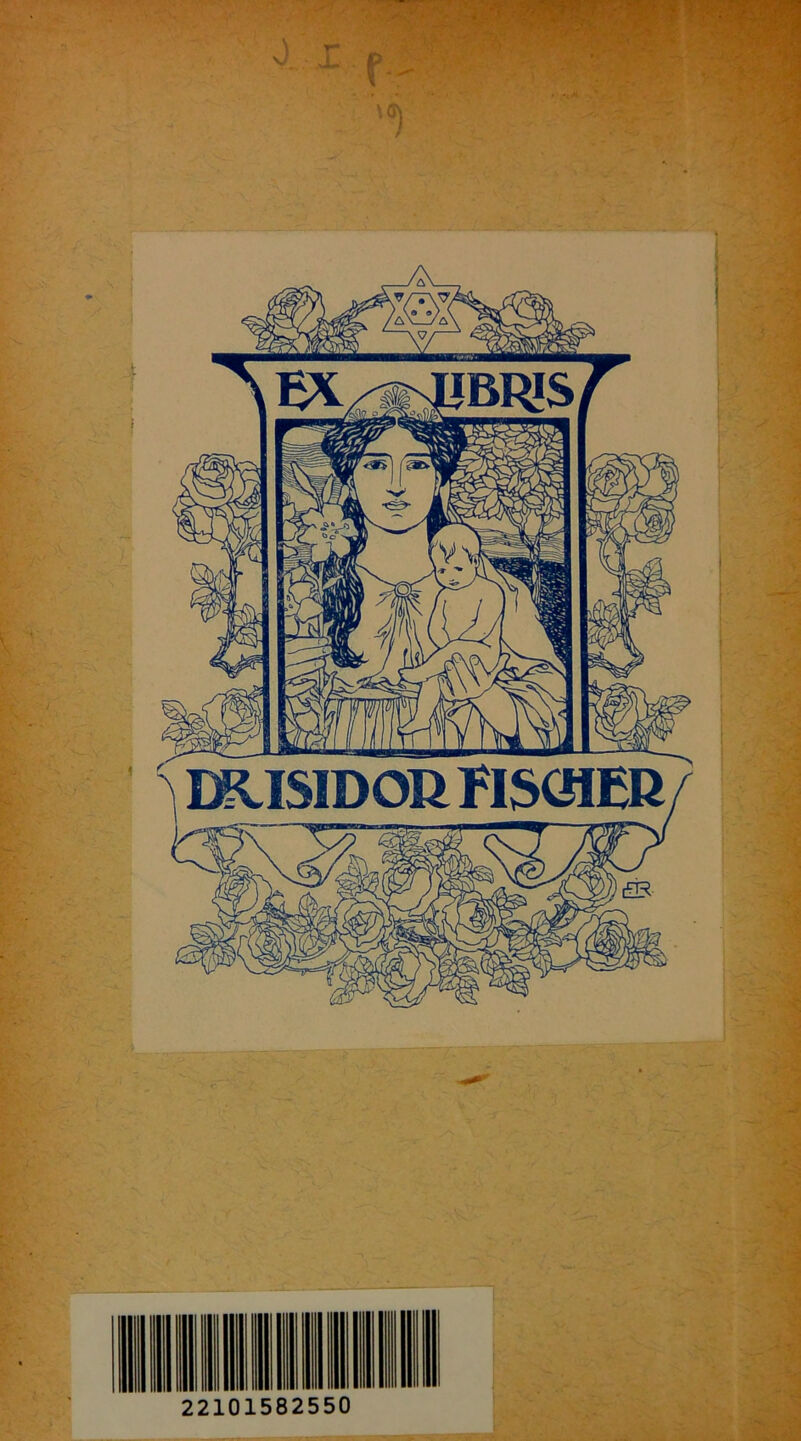 EX LIBRIS
DR. ISIDOR FISCHER
22101582550